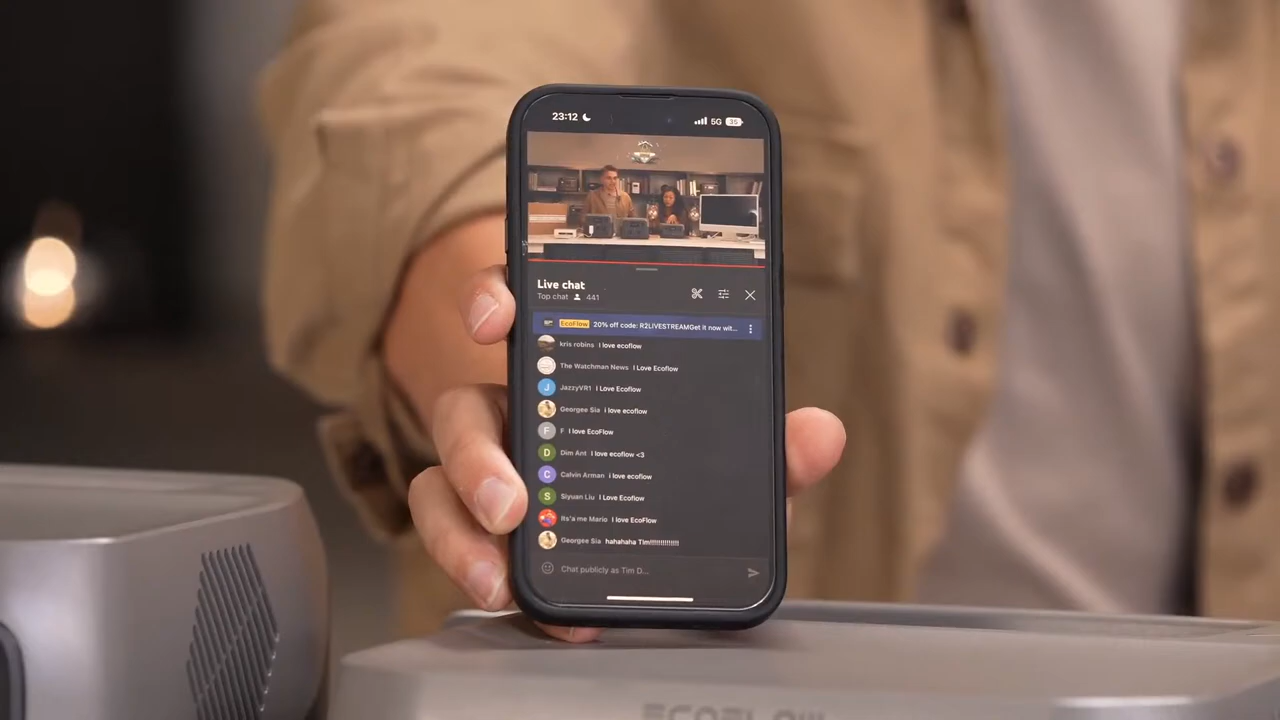 23:12
5G
35
Live chat
Top chat 441
EcoFlow 20% off code: R2LIVESTREAMGet it now wit...
kris robins I love ecoflow
The Watchman News I Love Ecoflow
J JazzyVR1 I Love Ecoflow
Georgee Sia i love ecoflow
F F I love EcoFlow
D Dim Ant I love ecoflow <3
C Calvin Arman i love ecoflow
S Siyuan Liu I Love Ecoflow
Its'a me Mario I love EcoFlow
Georgee Sia hahahaha Tim!!!!!!!!!!!!!!
Chat publicly as Tim D...
ECOFLOW